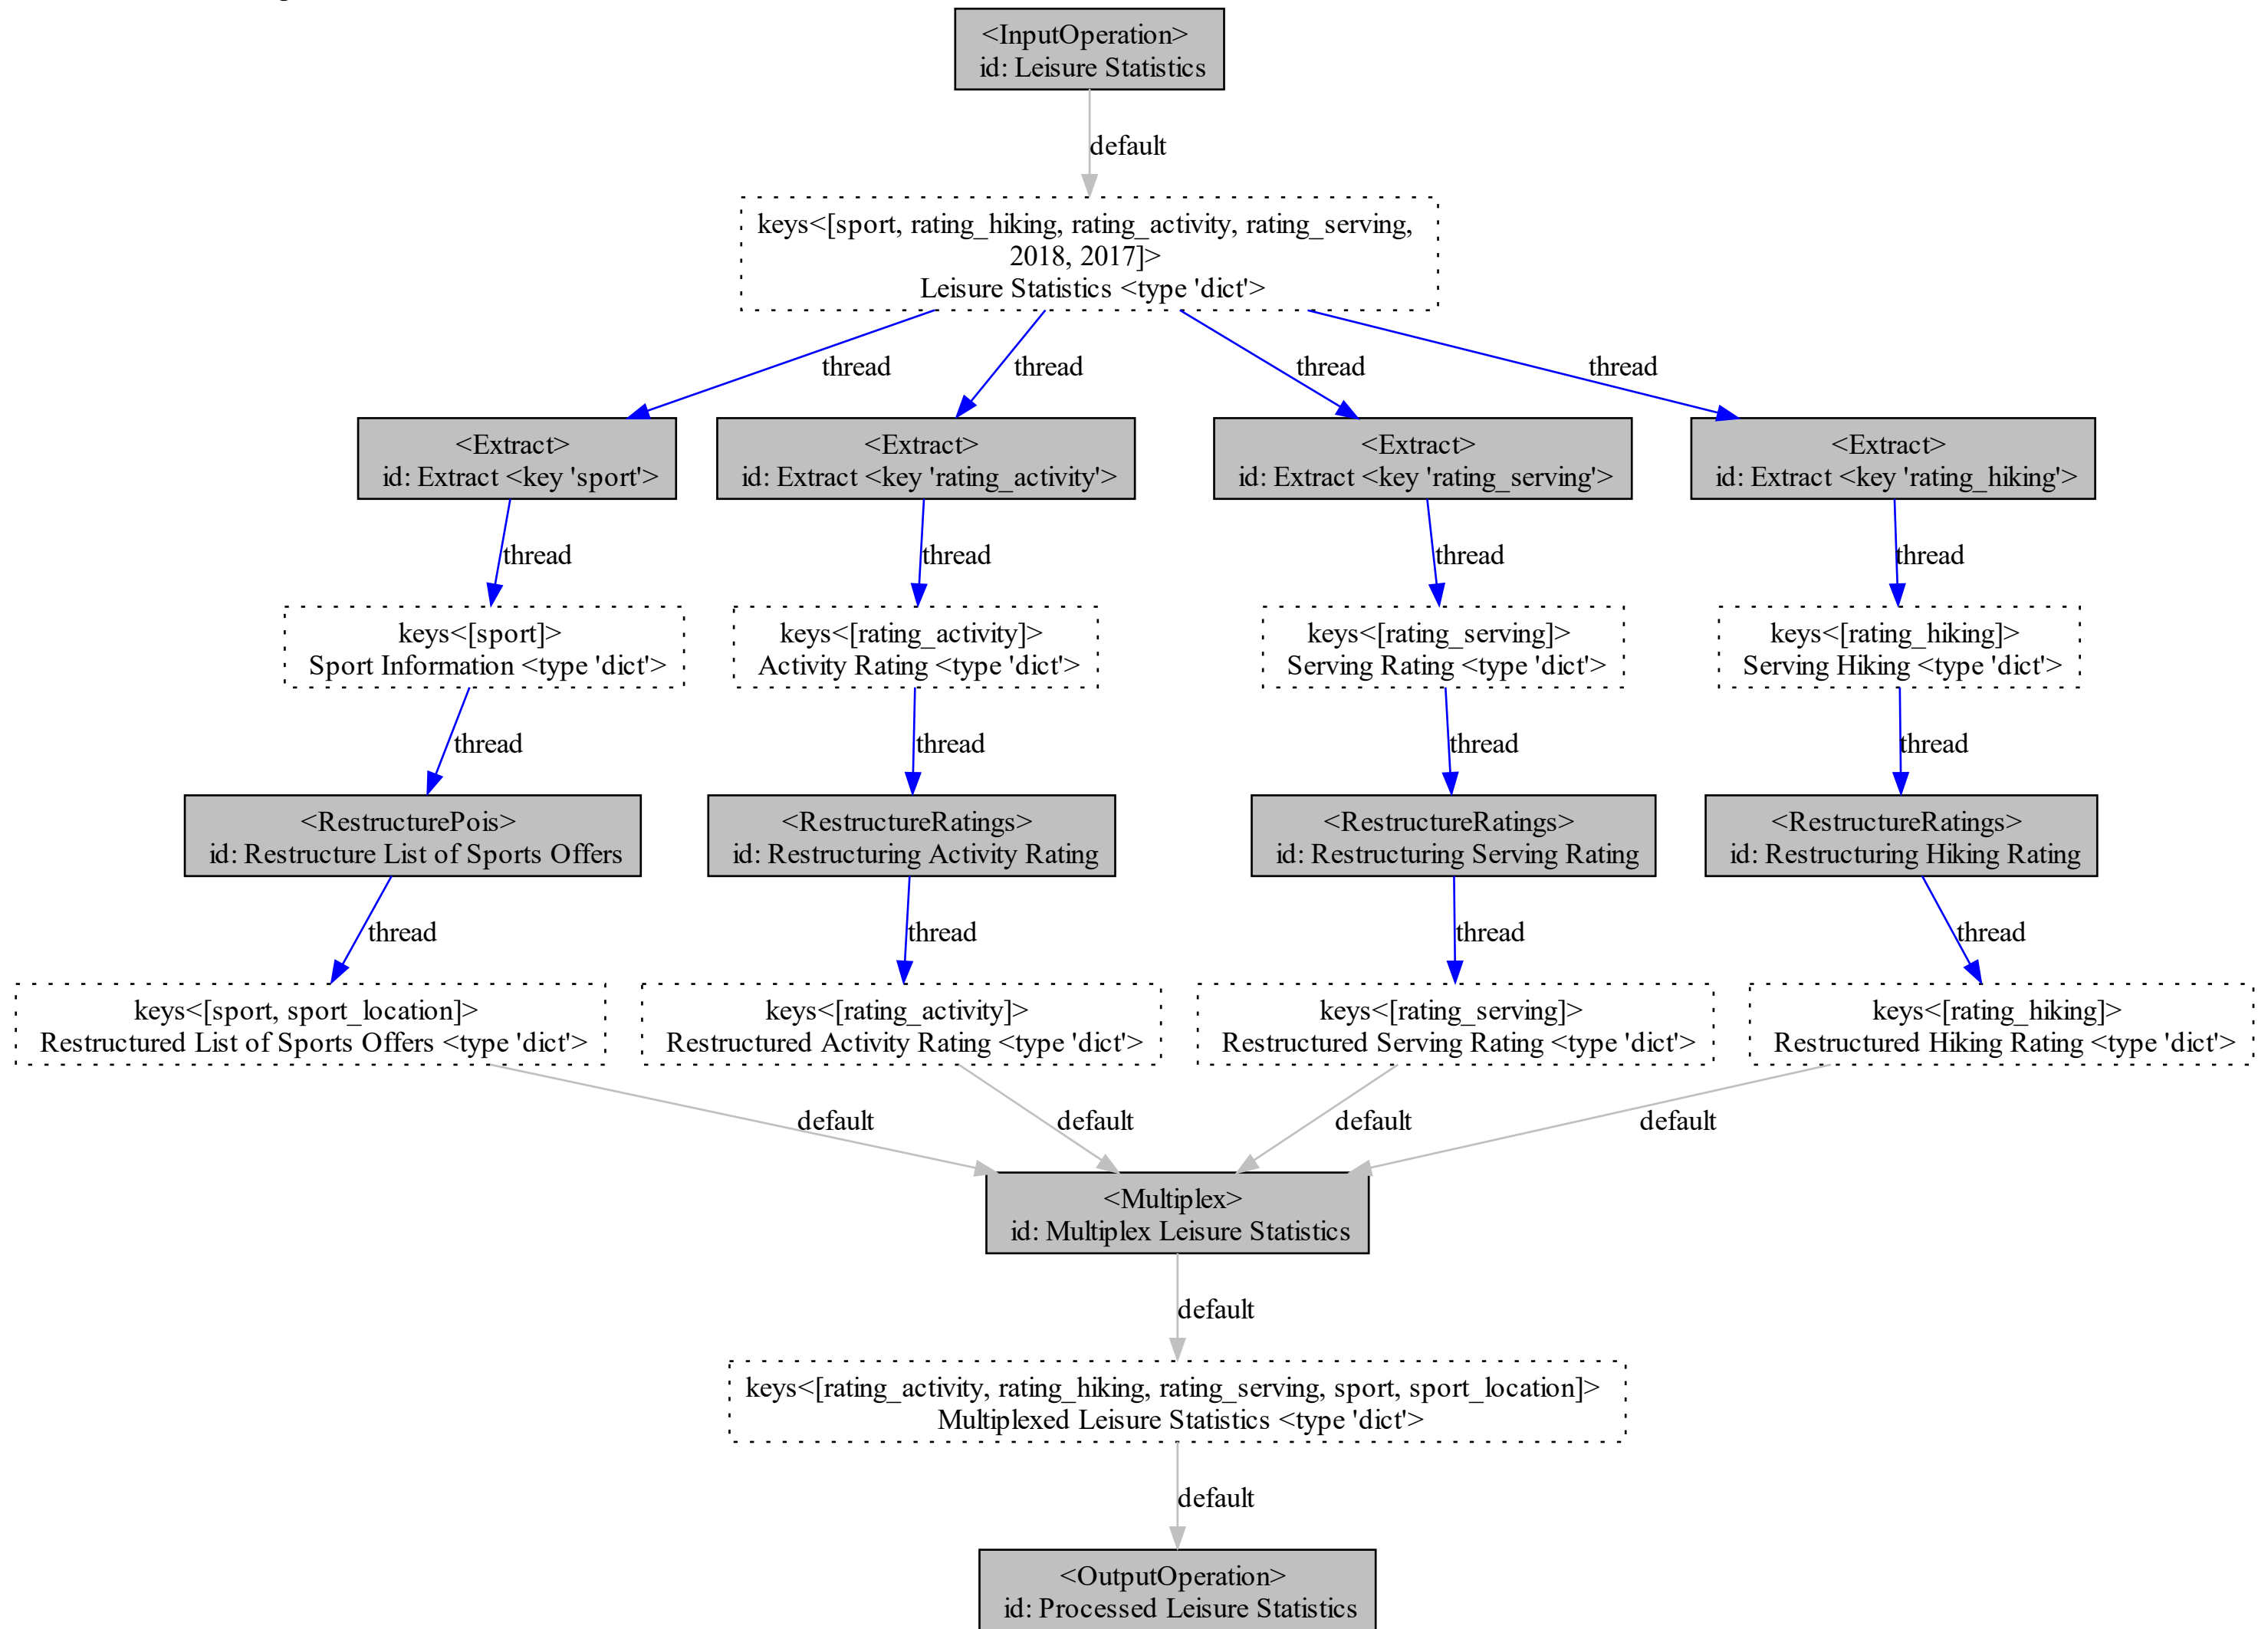 <InputOperation>
id: Leisure Statistics
default
keys<[sport, rating_hiking, rating_activity, rating_serving,
2018, 2017]>
Leisure Statistics <type 'dict'>
thread
thread
thread
thread
<Extract>
id: Extract <key 'sport'>
<Extract>
id: Extract <key 'rating_activity'>
<Extract>
id: Extract <key 'rating_serving'>
<Extract>
id: Extract <key 'rating_hiking'>
thread
thread
thread
thread
keys<[sport]>
Sport Information <type 'dict'>
keys<[rating_activity]>
Activity Rating <type 'dict'>
keys<[rating_serving]>
Serving Rating <type 'dict'>
keys<[rating_hiking]>
Serving Hiking <type 'dict'>
thread
thread
thread
thread
<RestructurePois>
id: Restructure List of Sports Offers
<RestructureRatings>
id: Restructuring Activity Rating
<RestructureRatings>
id: Restructuring Serving Rating
<RestructureRatings>
id: Restructuring Hiking Rating
thread
thread
thread
thread
keys<[sport, sport_location]>
Restructured List of Sports Offers <type 'dict'>
keys<[rating_activity]>
Restructured Activity Rating <type 'dict'>
keys<[rating_serving]>
Restructured Serving Rating <type 'dict'>
keys<[rating_hiking]>
Restructured Hiking Rating <type 'dict'>
default
default
default
default
<Multiplex>
id: Multiplex Leisure Statistics
default
keys<[rating_activity, rating_hiking, rating_serving, sport, sport_location]>
Multiplexed Leisure Statistics <type 'dict'>
default
<OutputOperation>
id: Processed Leisure Statistics